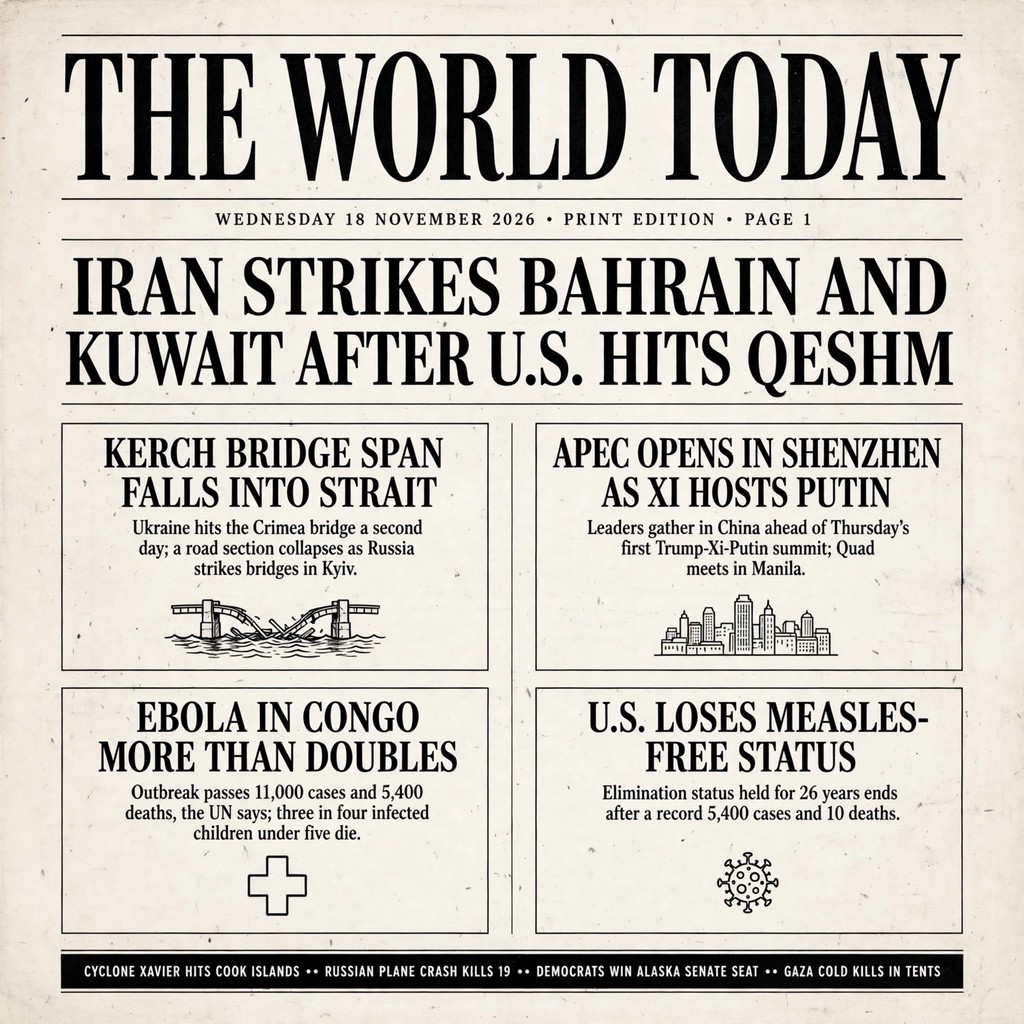 THE WORLD TODAY
WEDNESDAY 18 NOVEMBER 2026 • PRINT EDITION • PAGE 1
IRAN STRIKES BAHRAIN AND
KUWAIT AFTER U.S. HITS QESHM
KERCH BRIDGE SPAN
FALLS INTO STRAIT
Ukraine hits the Crimea bridge a second
day; a road section collapses as Russia
strikes bridges in Kyiv.
APEC OPENS IN SHENZHEN
AS XI HOSTS PUTIN
Leaders gather in China ahead of Thursday's
first Trump-Xi-Putin summit; Quad
meets in Manila.
EBOLA IN CONGO
MORE THAN DOUBLES
Outbreak passes 11,000 cases and 5,400
deaths, the UN says; three in four infected
children under five die.
U.S. LOSES MEASLES-
FREE STATUS
Elimination status held for 26 years ends
after a record 5,400 cases and 10 deaths.
CYCLONE XAVIER HITS COOK ISLANDS •• RUSSIAN PLANE CRASH KILLS 19 •• DEMOCRATS WIN ALASKA SENATE SEAT •• GAZA COLD KILLS IN TENTS